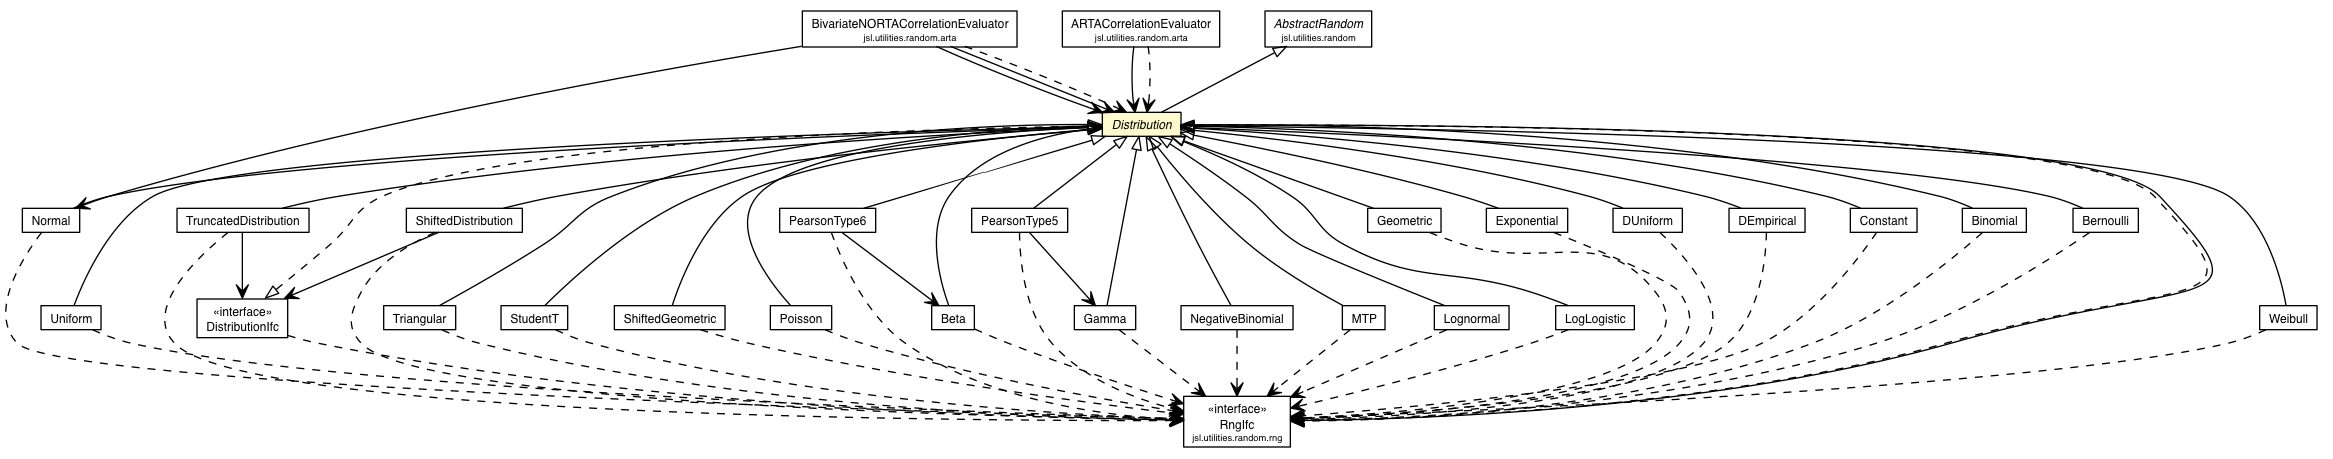 BivariateNORTACorrelationEvaluator
jsl.utilities.random.arta
ARTACorrelationEvaluator
jsl.utilities.random.arta
AbstractRandom
jsl.utilities.random
Distribution
Normal
TruncatedDistribution
ShiftedDistribution
PearsonType6
PearsonType5
Geometric
Exponential
DUniform
DEmpirical
Constant
Binomial
Bernoulli
Uniform
«interface»
DistributionIfc
Triangular
StudentT
ShiftedGeometric
Poisson
Beta
Gamma
NegativeBinomial
MTP
Lognormal
LogLogistic
Weibull
«interface»
RngIfc
jsl.utilities.random.rng